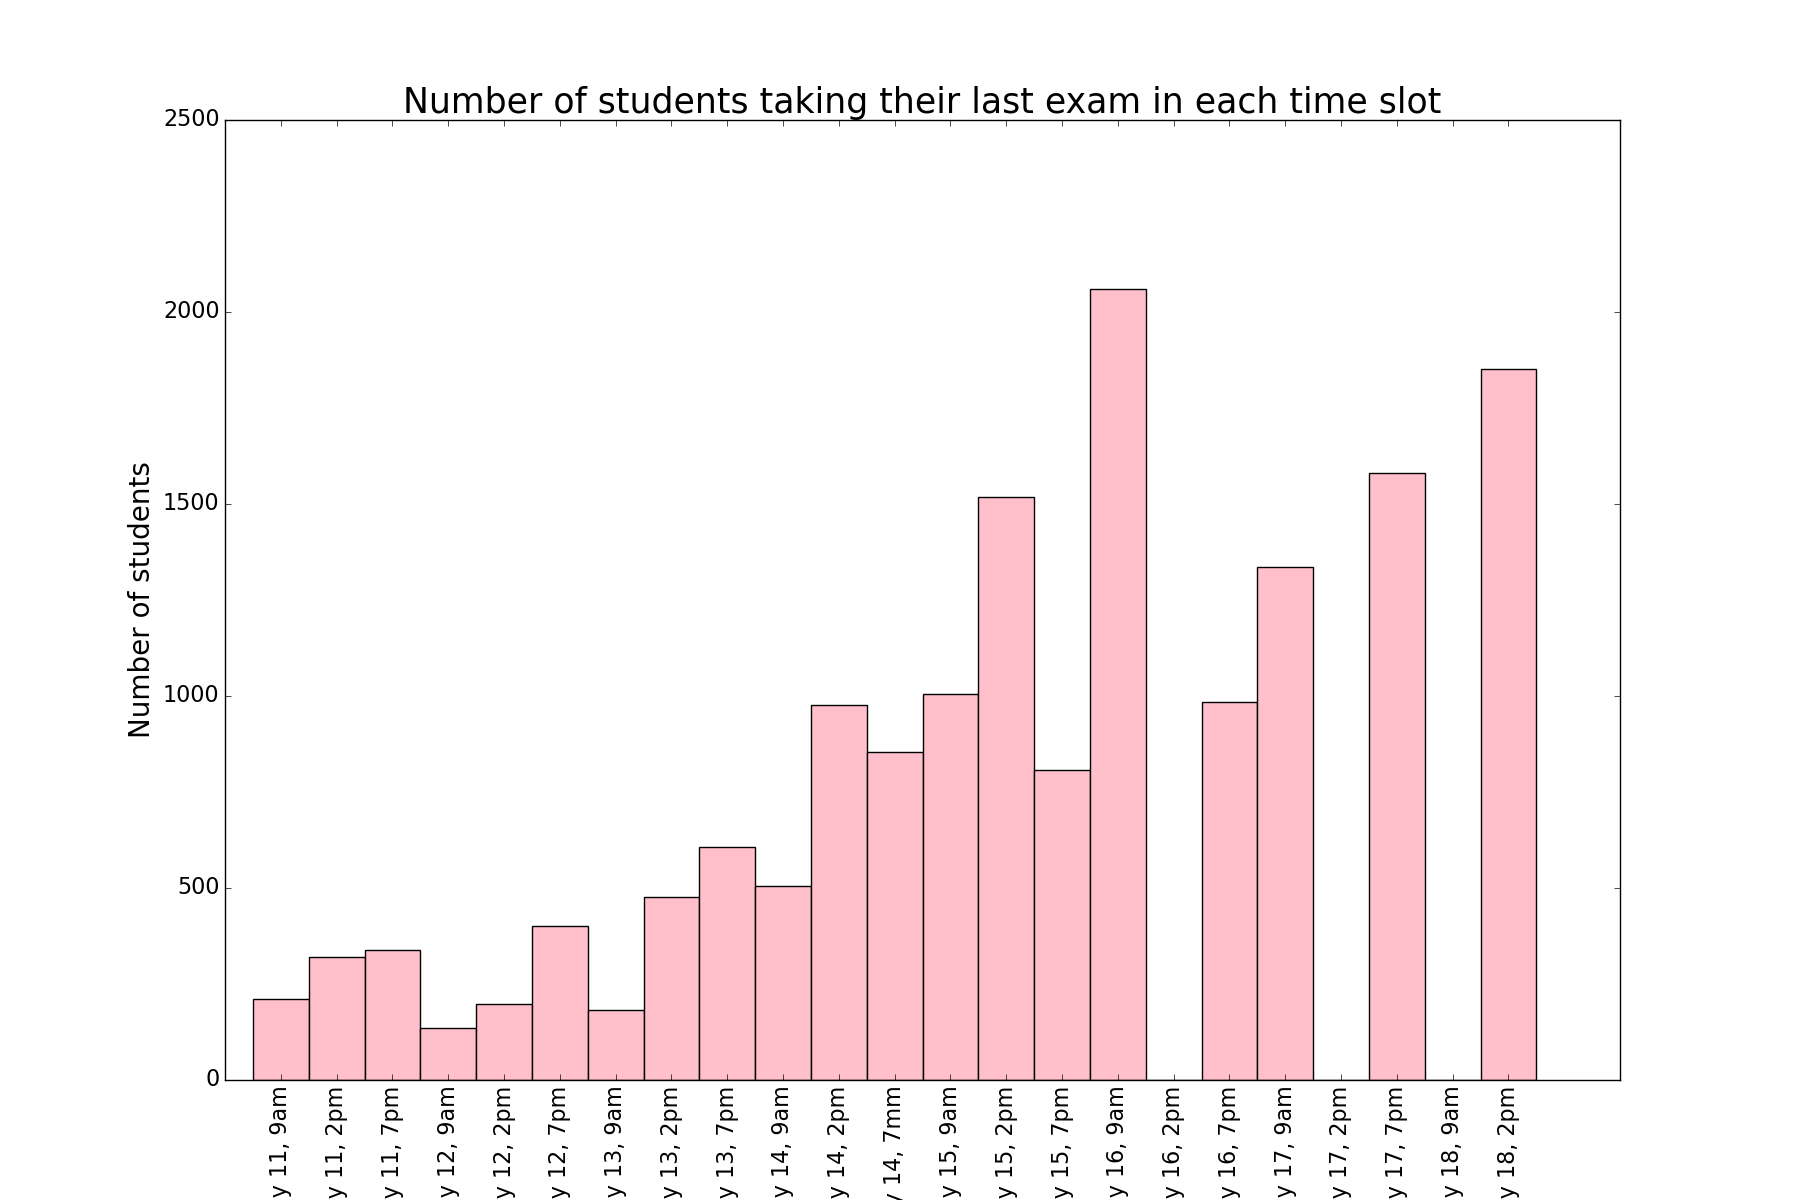 Number of students taking their last exam in each time slot
2500
2000
1500
1000
500
0
Number of students
y 11, 9am
y 11, 2pm
y 11, 7pm
y 12, 9am
y 12, 2pm
y 12, 7pm
y 13, 9am
y 13, 2pm
y 13, 7pm
y 14, 9am
y 14, 2pm
y 14, 7mm
y 15, 9am
y 15, 2pm
y 15, 7pm
y 16, 9am
y 16, 2pm
y 16, 7pm
y 17, 9am
y 17, 2pm
y 17, 7pm
y 18, 9am
y 18, 2pm